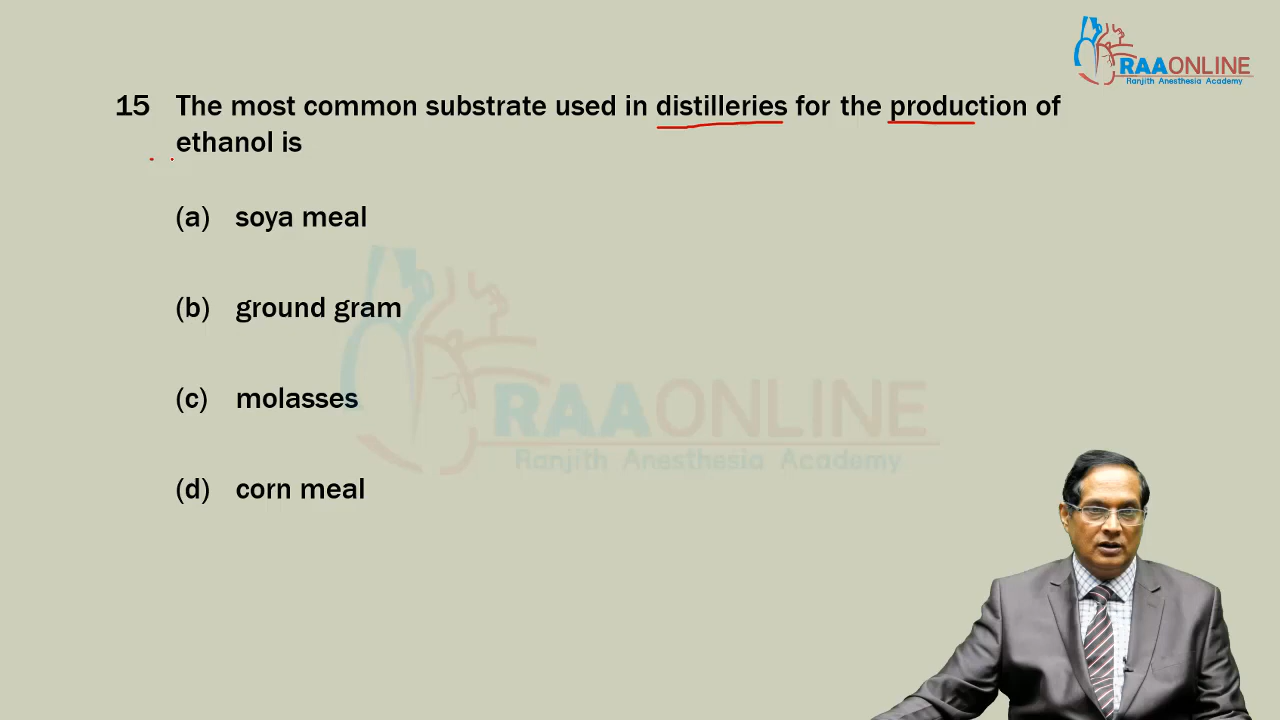 RAAONLINE
Ranjith Anesthesia Academy
15 The most common substrate used in distilleries for the production of
ethanol is
(a) soya meal
(b) ground gram
(c) molasses
(d) corn meal
RAAONLINE
Ranjith Anesthesia Academy